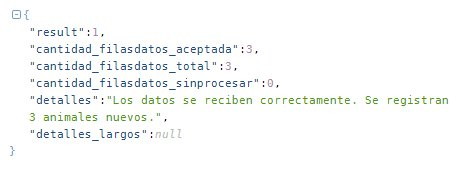 {
"result":1,
"cantidad_filasdatos_aceptada":3,
"cantidad_filasdatos_total":3,
"cantidad_filasdatos_sinprocesar":0,
"detalles":"Los datos se reciben correctamente. Se registran
3 animales nuevos.",
"detalles_largos":null
}